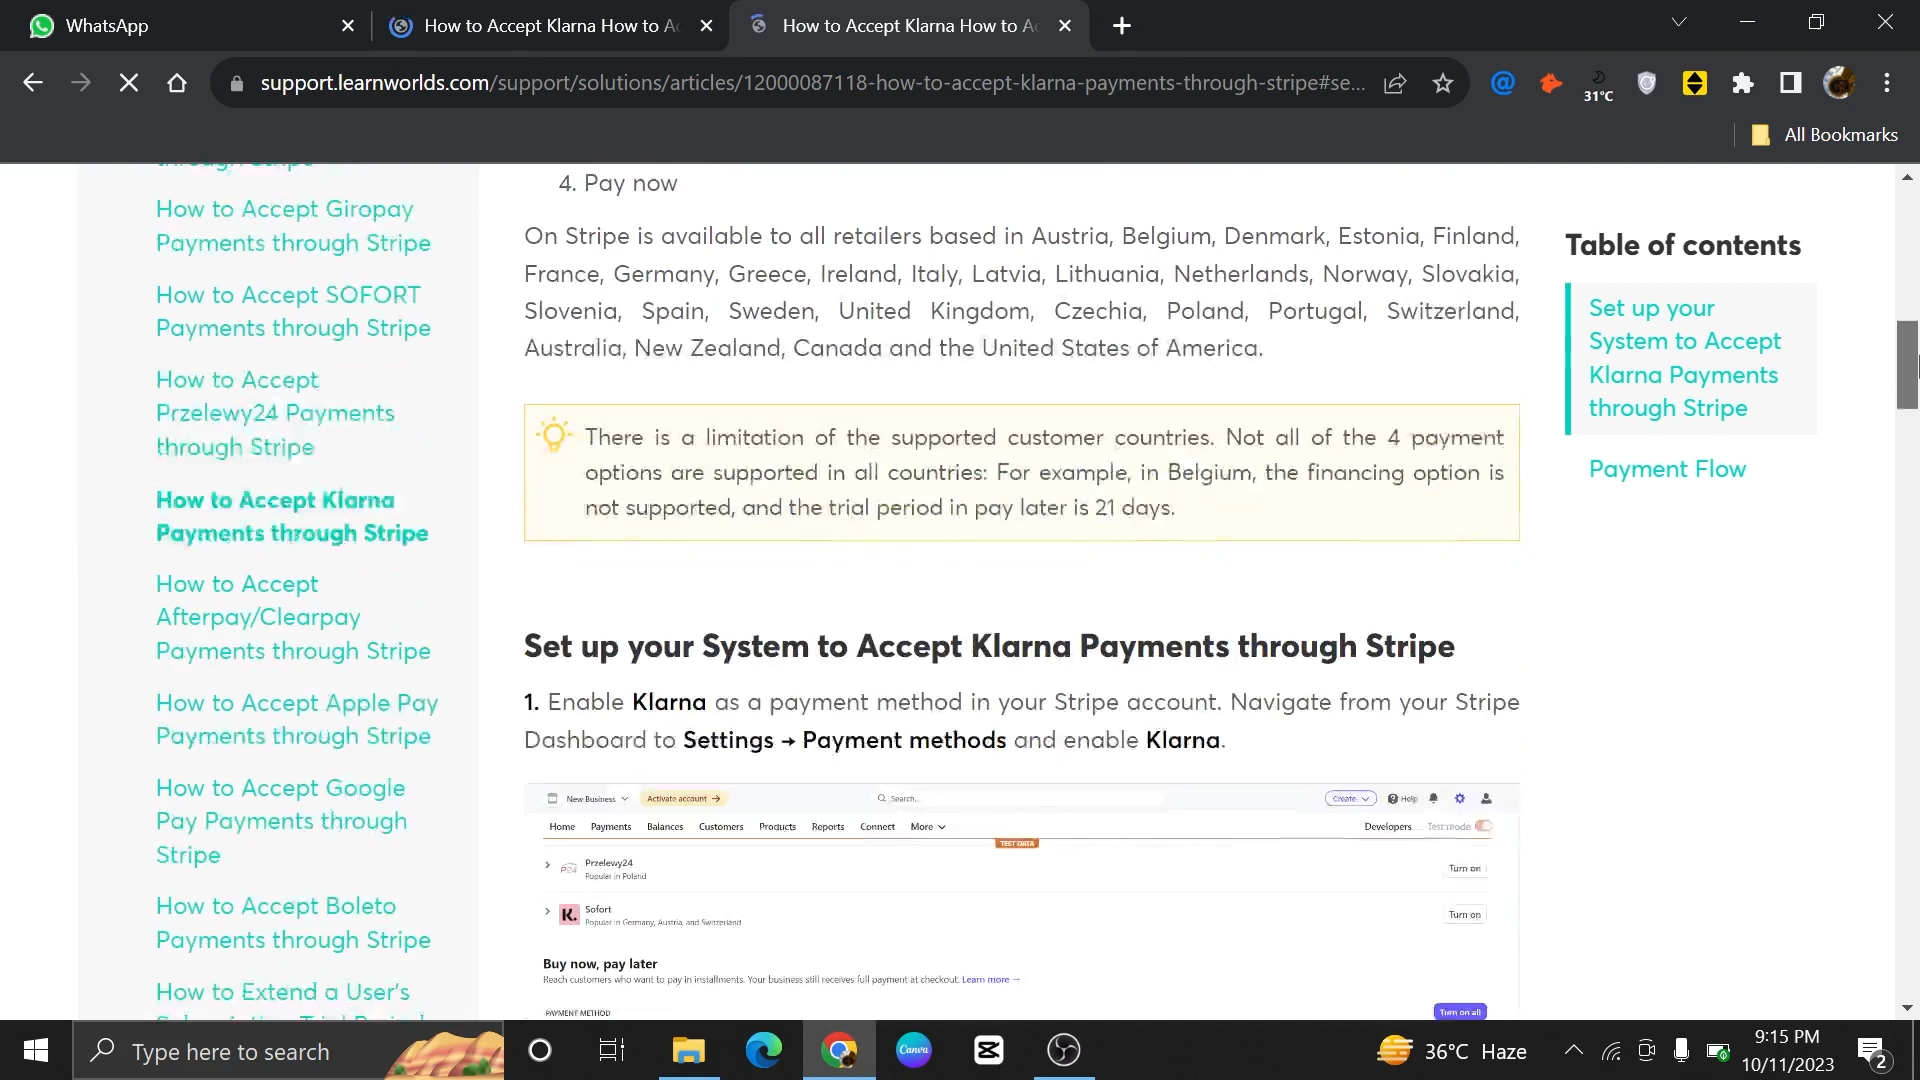 WhatsApp
How to Accept Klarna How to Ac
How to Accept Klarna How to Ac
support.learnworlds.com/support/solutions/articles/12000087118-how-to-accept-klarna-payments-through-stripe#se...
31°C
All Bookmarks
through Stripe
How to Accept Giropay
Payments through Stripe
How to Accept SOFORT
Payments through Stripe
How to Accept
Przelewy24 Payments
through Stripe
How to Accept Klarna
Payments through Stripe
How to Accept
Afterpay/Clearpay
Payments through Stripe
How to Accept Apple Pay
Payments through Stripe
How to Accept Google
Pay Payments through
Stripe
How to Accept Boleto
Payments through Stripe
How to Extend a User's
4. Pay now
On Stripe is available to all retailers based in Austria, Belgium, Denmark, Estonia, Finland,
France, Germany, Greece, Ireland, Italy, Latvia, Lithuania, Netherlands, Norway, Slovakia,
Slovenia, Spain, Sweden, United Kingdom, Czechia, Poland, Portugal, Switzerland,
Australia, New Zealand, Canada and the United States of America.
There is a limitation of the supported customer countries. Not all of the 4 payment
options are supported in all countries: For example, in Belgium, the financing option is
not supported, and the trial period in pay later is 21 days.
Set up your System to Accept Klarna Payments through Stripe
1. Enable Klarna as a payment method in your Stripe account. Navigate from your Stripe
Dashboard to Settings → Payment methods and enable Klarna.
New Business
Activate account →
Search...
Create
Help
Home Payments Balances Customers Products Reports Connect More
Developers Test mode
TEST DATA
P24 Przelewy24
Popular in Poland
Turn on
K. Sofort
Popular in Germany, Austria, and Switzerland
Turn on
Buy now, pay later
Reach customers who want to pay in installments. Your business still receives full payment at checkout. Learn more →
PAYMENT METHOD
Turn on all
Table of contents
Set up your
System to Accept
Klarna Payments
through Stripe
Payment Flow
Type here to search
Canva
36°C Haze
9:15 PM
10/11/2023
2